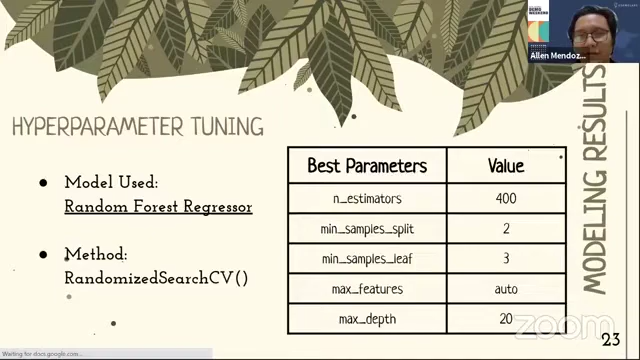 Allen Mendoz...
HYPERPARAMETER TUNING
● Model Used:
Random Forest Regressor
● Method:
RandomizedSearchCV()
Best Parameters Value
n_estimators 400
min_samples_split 2
min_samples_leaf 3
max_features auto
max_depth 20
MODELING RESULTS
zoom
23
Waiting for docs.google.com...